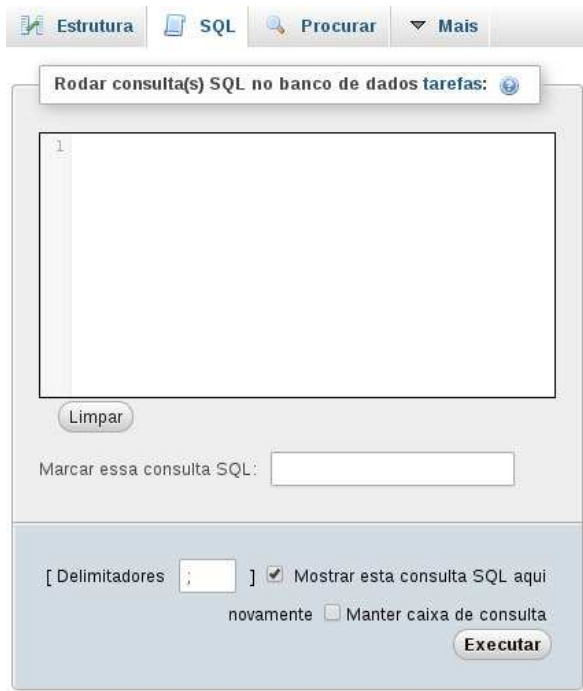 Estrutura SQL Procurar Mais
Rodar consulta(s) SQL no banco de dados tarefas:
1
Limpar
Marcar essa consulta SQL:
[ Delimitadores ; ] Mostrar esta consulta SQL aqui
novamente Manter caixa de consulta
Executar